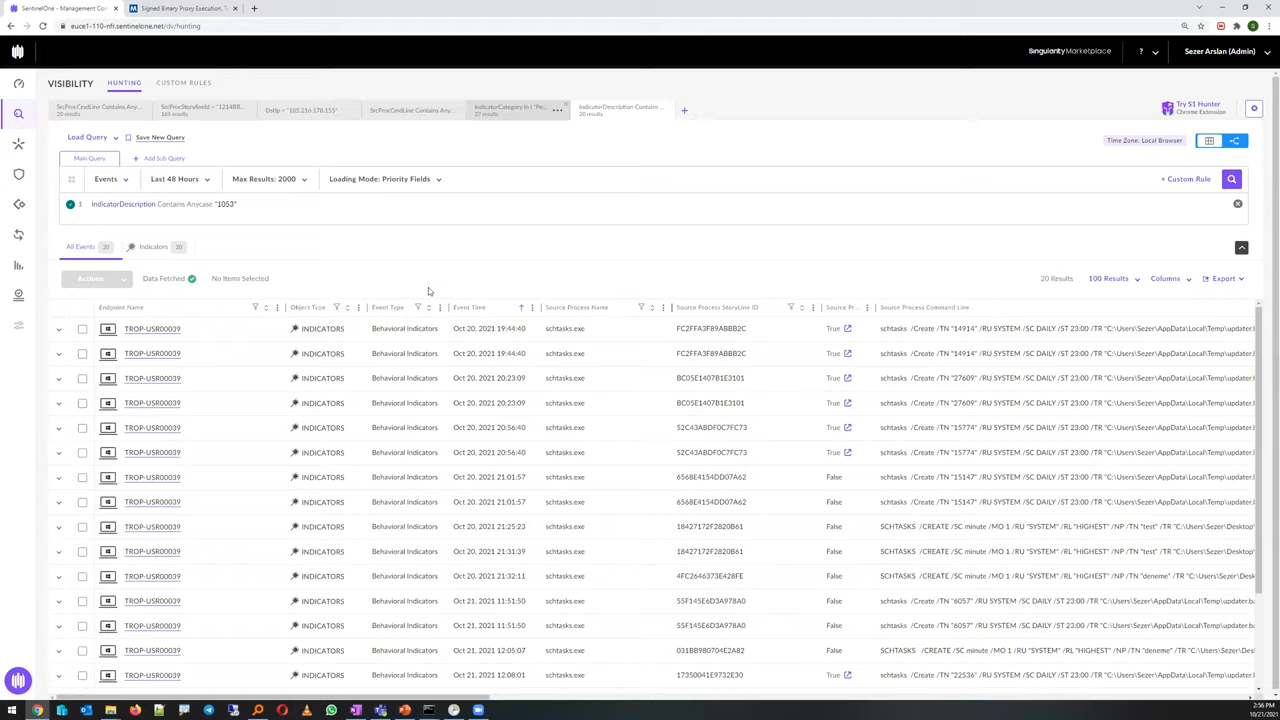 SentinelOne - Management Con
Signed Binary Proxy Execution, T
euce1-110-nfr.sentinelone.net/dv/hunting
Singularity Marketplace
?
Sezer Arslan (Admin)
VISIBILITY
HUNTING
CUSTOM RULES
SrcProcCmdLine Contains Any...
20 results
SrcProcStorylineId = "1214BB...
165 results
DstIp = "185.216.178.155"
SrcProcCmdLine Contains Any...
IndicatorCategory in ( "Pe...
27 results
IndicatorDescription Contains ...
20 results
Try S1 Hunter
Chrome Extension
Load Query
Save New Query
Time Zone: Local Browser
Main Query
Add Sub Query
Events
Last 48 Hours
Max Results: 2000
Loading Mode: Priority Fields
+ Custom Rule
1 IndicatorDescription Contains Anycase "1053"
All Events 20
Indicators 20
Actions
Data Fetched
No Items Selected
20 Results
100 Results
Columns
Export
Endpoint Name Object Type Event Type Event Time Source Process Name Source Process StoryLine ID Source Pr... Source Process Command Line
TROP-USR00039 INDICATORS Behavioral Indicators Oct 20, 2021 19:44:40 schtasks.exe FC2FFA3F89ABBB2C True schtasks /Create /TN "14914" /RU SYSTEM /SC DAILY /ST 23:00 /TR "C:\Users\Sezer\AppData\Local\Temp\updater.l
TROP-USR00039 INDICATORS Behavioral Indicators Oct 20, 2021 19:44:40 schtasks.exe FC2FFA3F89ABBB2C True schtasks /Create /TN "14914" /RU SYSTEM /SC DAILY /ST 23:00 /TR "C:\Users\Sezer\AppData\Local\Temp\updater.l
TROP-USR00039 INDICATORS Behavioral Indicators Oct 20, 2021 20:23:09 schtasks.exe BC05E1407B1E3101 True schtasks /Create /TN "27609" /RU SYSTEM /SC DAILY /ST 23:00 /TR "C:\Users\Sezer\AppData\Local\Temp\updater.l
TROP-USR00039 INDICATORS Behavioral Indicators Oct 20, 2021 20:23:09 schtasks.exe BC05E1407B1E3101 True schtasks /Create /TN "27609" /RU SYSTEM /SC DAILY /ST 23:00 /TR "C:\Users\Sezer\AppData\Local\Temp\updater.l
TROP-USR00039 INDICATORS Behavioral Indicators Oct 20, 2021 20:56:40 schtasks.exe 52C43ABDF0C7FC73 True schtasks /Create /TN "15774" /RU SYSTEM /SC DAILY /ST 23:00 /TR "C:\Users\Sezer\AppData\Local\Temp\updater.l
TROP-USR00039 INDICATORS Behavioral Indicators Oct 20, 2021 20:56:40 schtasks.exe 52C43ABDF0C7FC73 True schtasks /Create /TN "15774" /RU SYSTEM /SC DAILY /ST 23:00 /TR "C:\Users\Sezer\AppData\Local\Temp\updater.l
TROP-USR00039 INDICATORS Behavioral Indicators Oct 20, 2021 21:01:57 schtasks.exe 6568E4154DD07A62 False schtasks /Create /TN "15147" /RU SYSTEM /SC DAILY /ST 23:00 /TR "C:\Users\Sezer\AppData\Local\Temp\updater.l
TROP-USR00039 INDICATORS Behavioral Indicators Oct 20, 2021 21:01:57 schtasks.exe 6568E4154DD07A62 False schtasks /Create /TN "15147" /RU SYSTEM /SC DAILY /ST 23:00 /TR "C:\Users\Sezer\AppData\Local\Temp\updater.l
TROP-USR00039 INDICATORS Behavioral Indicators Oct 20, 2021 21:25:23 schtasks.exe 18427172F2820B61 False SCHTASKS /CREATE /SC minute /MO 1 /RU "SYSTEM" /RL "HIGHEST" /NP /TN "test" /TR "C:\Users\Sezer\Desktop\
TROP-USR00039 INDICATORS Behavioral Indicators Oct 20, 2021 21:31:39 schtasks.exe 18427172F2820B61 False SCHTASKS /CREATE /SC minute /MO 1 /RU "SYSTEM" /RL "HIGHEST" /NP /TN "test" /TR "C:\Users\Sezer\Desktop\
TROP-USR00039 INDICATORS Behavioral Indicators Oct 20, 2021 21:32:11 schtasks.exe 4FC2646373E428FE False SCHTASKS /CREATE /SC minute /MO 1 /RU "SYSTEM" /RL "HIGHEST" /NP /TN "deneme" /TR "C:\Users\Sezer\Desk
TROP-USR00039 INDICATORS Behavioral Indicators Oct 21, 2021 11:51:50 schtasks.exe 55F145E6D3A978A0 False schtasks /Create /TN "6057" /RU SYSTEM /SC DAILY /ST 23:00 /TR "C:\Users\Sezer\AppData\Local\Temp\updater.ba
TROP-USR00039 INDICATORS Behavioral Indicators Oct 21, 2021 11:51:50 schtasks.exe 55F145E6D3A978A0 False schtasks /Create /TN "6057" /RU SYSTEM /SC DAILY /ST 23:00 /TR "C:\Users\Sezer\AppData\Local\Temp\updater.ba
TROP-USR00039 INDICATORS Behavioral Indicators Oct 21, 2021 12:05:07 schtasks.exe 031BB980704E2A82 False SCHTASKS /CREATE /SC minute /MO 1 /RU "SYSTEM" /RL "HIGHEST" /NP /TN "deneme" /TR "C:\Users\Sezer\Desk
TROP-USR00039 INDICATORS Behavioral Indicators Oct 21, 2021 12:08:01 schtasks.exe 17350041E9732E30 True schtasks /Create /TN "22536" /RU SYSTEM /SC DAILY /ST 23:00 /TR "C:\Users\Sezer\AppData\Local\Temp\updater.l
2:56 PM
10/21/2021